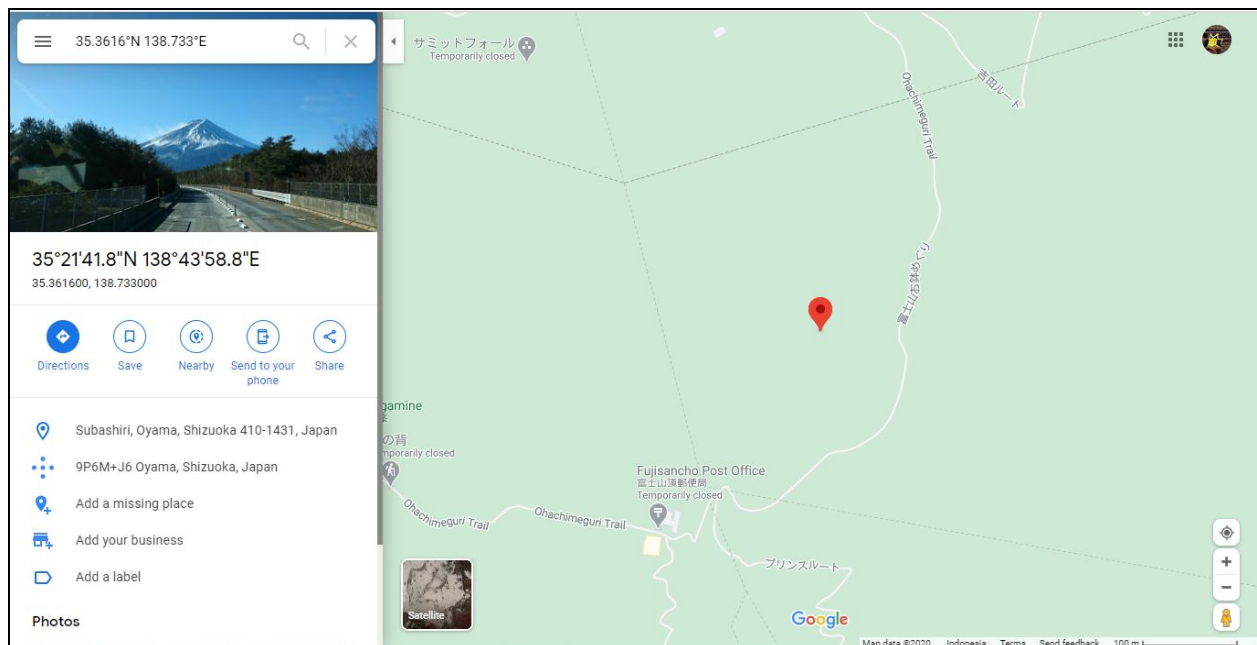 35.3616°N 138.733°E
35°21'41.8"N 138°43'58.8"E
35.361600, 138.733000
Directions
Save
Nearby
Send to your
phone
Share
Subashiri, Oyama, Shizuoka 410-1431, Japan
9P6M+J6 Oyama, Shizuoka, Japan
Add a missing place
Add your business
Add a label
Photos
サミットフォール
Temporarily closed
Ohachimeguri Trail
吉田ルート
富士山お鉢めぐり
gamine
の背
mporarily closed
Fujisancho Post Office
富士山頂郵便局
Temporarily closed
Ohachimeguri Trail
Ohachimeguri Trail
プリンスルート
Satellite
Google
Map data ©2020 Indonesia Terms Send feedback 100 m